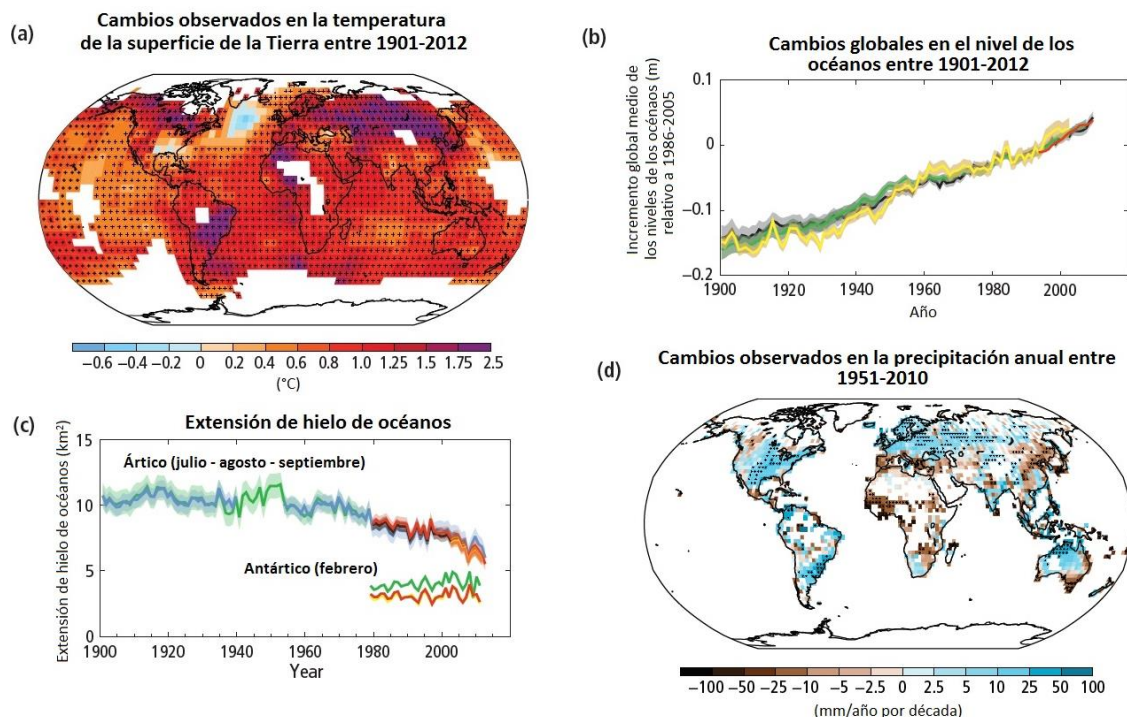 (a)
Cambios observados en la temperatura
de la superficie de la Tierra entre 1901-2012
−0.6 −0.4 −0.2 0 0.2 0.4 0.6 0.8 1.0 1.25 1.5 1.75 2.5
(°C)
(b)
Cambios globales en el nivel de los
océanos entre 1901-2012
Incremento global medio de
los niveles de los océnaos (m)
relativo a 1986-2005
0.1
0
−0.1
−0.2
1900 1920 1940 1960 1980 2000
Año
(c)
Extensión de hielo de océanos
Extensión de hielo de océanos (km²)
15
10
5
0
Ártico (julio - agosto - septiembre)
Antártico (febrero)
1900 1920 1940 1960 1980 2000
Year
(d)
Cambios observados en la precipitación anual entre
1951-2010
−100 −50 −25 −10 −5 −2.5 0 2.5 5 10 25 50 100
(mm/año por década)